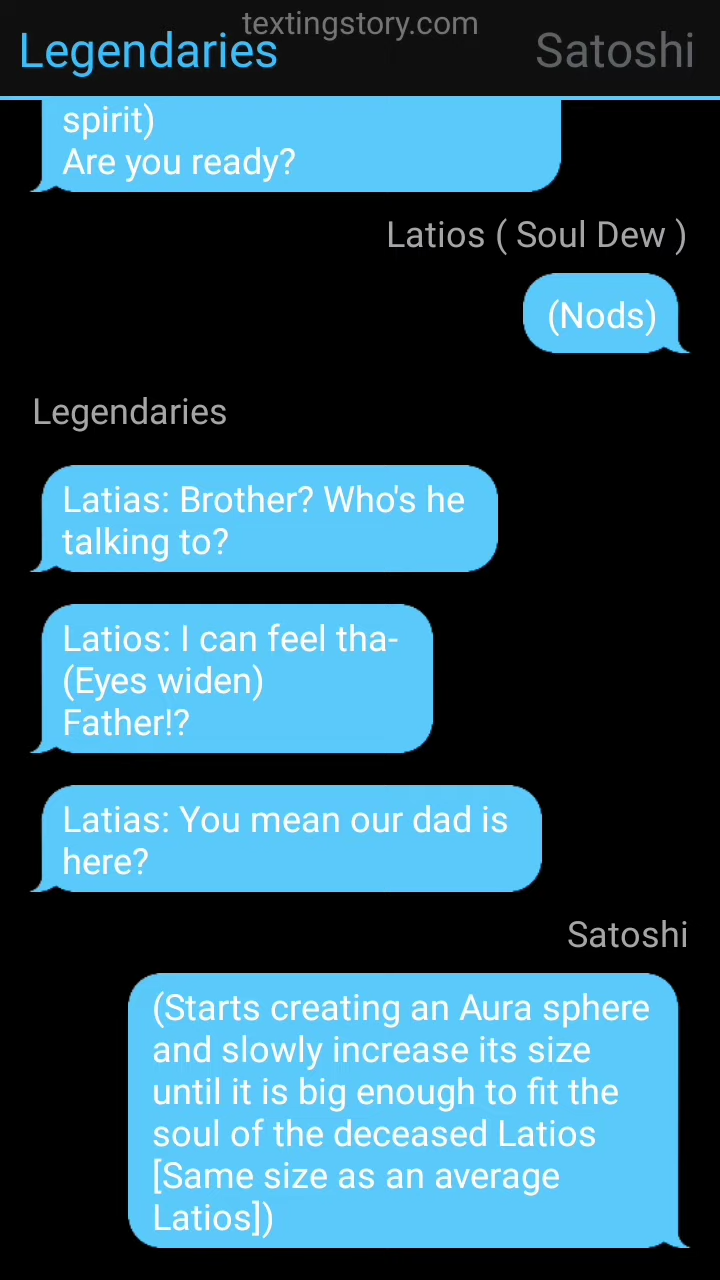 textingstory.com
Legendaries
Satoshi
spirit)
Are you ready?
Latios ( Soul Dew )
(Nods)
Legendaries
Latias: Brother? Who's he
talking to?
Latios: I can feel tha-
(Eyes widen)
Father!?
Latias: You mean our dad is
here?
Satoshi
(Starts creating an Aura sphere
and slowly increase its size
until it is big enough to fit the
soul of the deceased Latios
[Same size as an average
Latios])